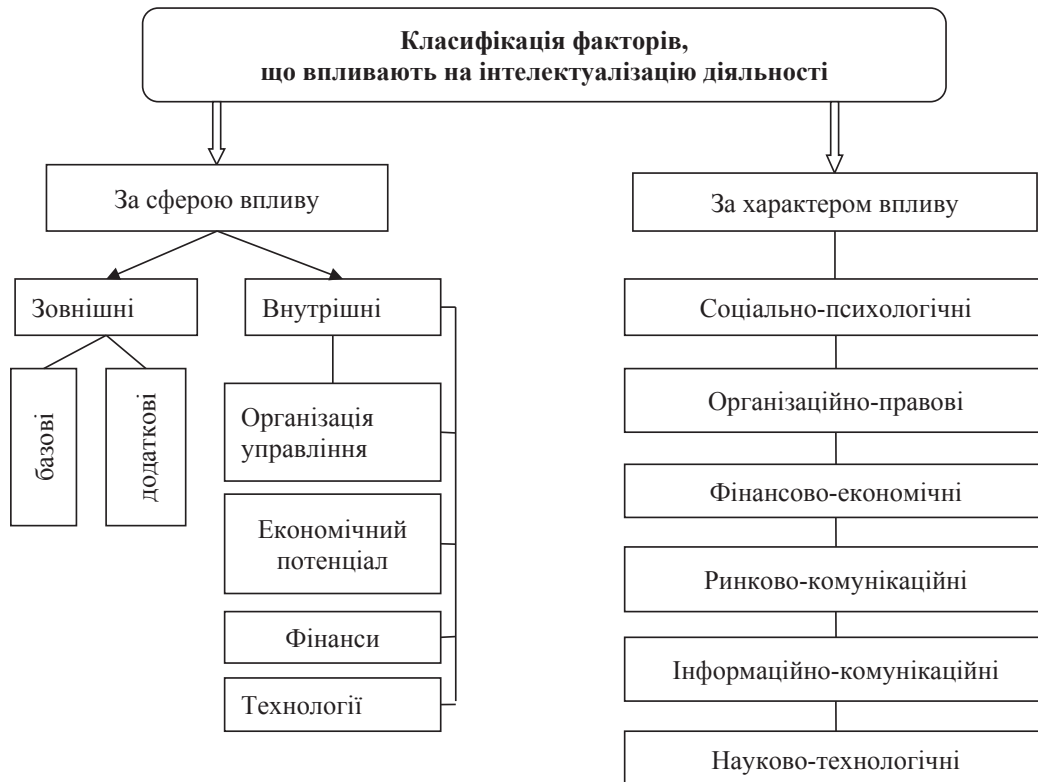 Класифікація факторів,
що впливають на інтелектуалізацію діяльності
За сферою впливу
Зовнішні
базові
додаткові
Внутрішні
Організація
управління
Економічний
потенціал
Фінанси
Технології
За характером впливу
Соціально-психологічні
Організаційно-правові
Фінансово-економічні
Ринково-комунікаційні
Інформаційно-комунікаційні
Науково-технологічні